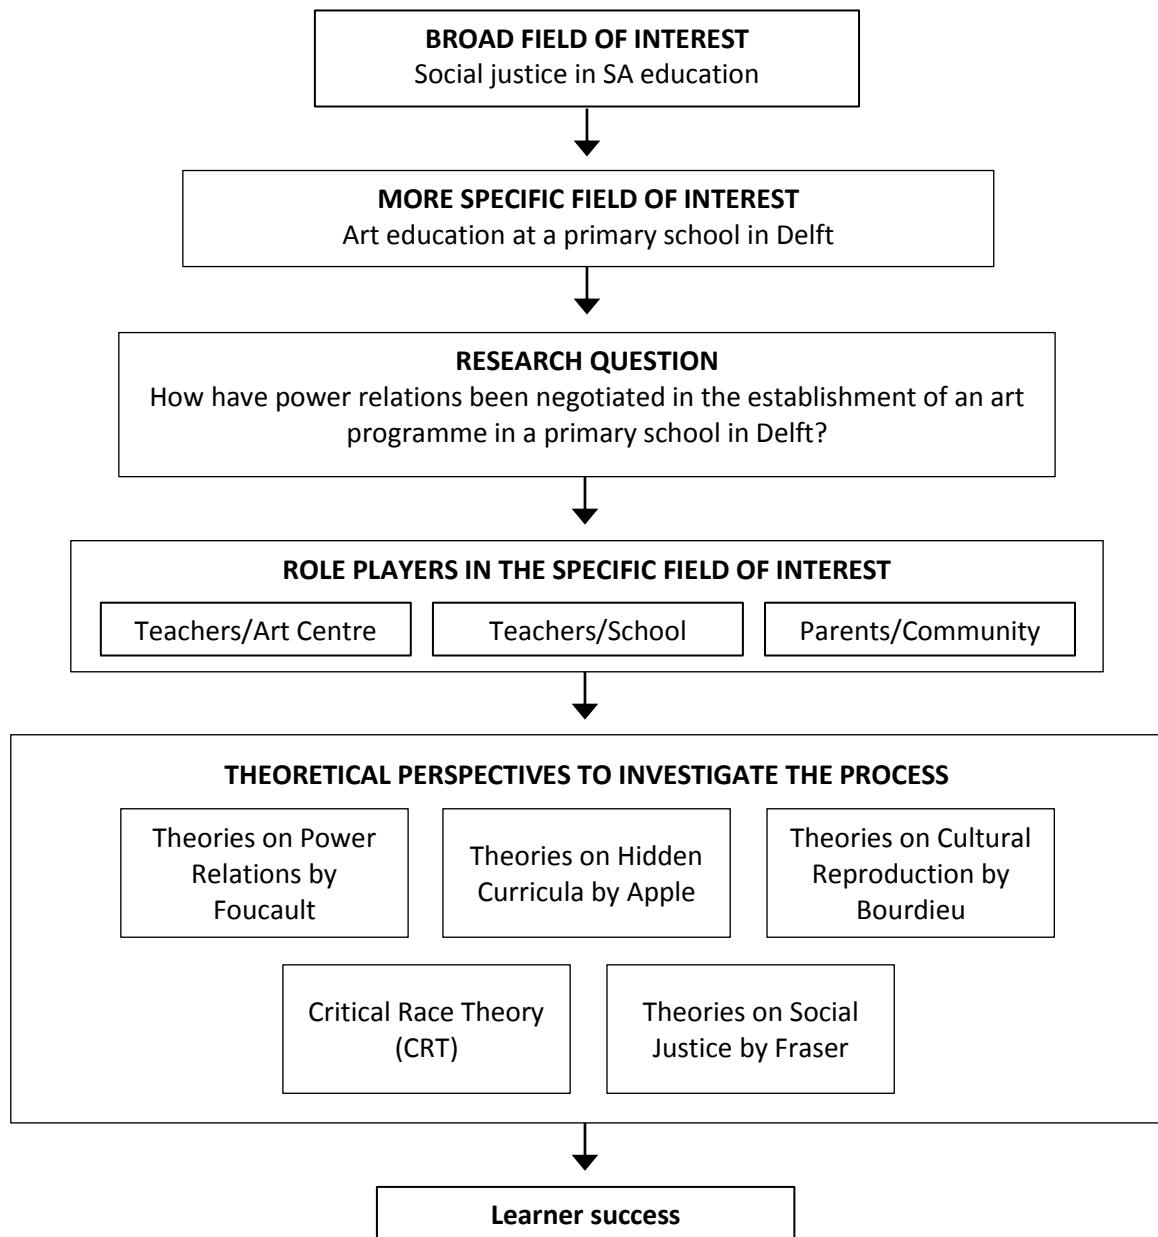 BROAD FIELD OF INTEREST
Social justice in SA education
MORE SPECIFIC FIELD OF INTEREST
Art education at a primary school in Delft
RESEARCH QUESTION
How have power relations been negotiated in the establishment of an art
programme in a primary school in Delft?
ROLE PLAYERS IN THE SPECIFIC FIELD OF INTEREST
Teachers/Art Centre
Teachers/School
Parents/Community
THEORETICAL PERSPECTIVES TO INVESTIGATE THE PROCESS
Theories on Power
Relations by
Foucault
Theories on Hidden
Curricula by Apple
Theories on Cultural
Reproduction by
Bourdieu
Critical Race Theory
(CRT)
Theories on Social
Justice by Fraser
Learner success